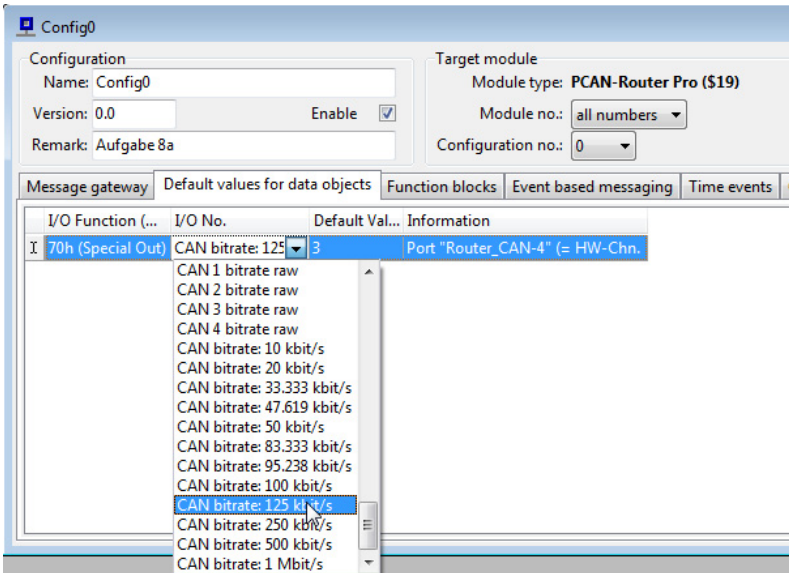 Config0
Configuration
Name: Config0
Version: 0.0 Enable
Remark: Aufgabe 8a
Target module
Module type: PCAN-Router Pro ($19)
Module no.: all numbers
Configuration no.: 0
Message gateway Default values for data objects Function blocks Event based messaging Time events
I/O Function (... I/O No. Default Val... Information
70h (Special Out) CAN bitrate: 125 3 Port "Router_CAN-4" (= HW-Chn.
CAN 1 bitrate raw
CAN 2 bitrate raw
CAN 3 bitrate raw
CAN 4 bitrate raw
CAN bitrate: 10 kbit/s
CAN bitrate: 20 kbit/s
CAN bitrate: 33.333 kbit/s
CAN bitrate: 47.619 kbit/s
CAN bitrate: 50 kbit/s
CAN bitrate: 83.333 kbit/s
CAN bitrate: 95.238 kbit/s
CAN bitrate: 100 kbit/s
CAN bitrate: 125 kbit/s
CAN bitrate: 250 kbit/s
CAN bitrate: 500 kbit/s
CAN bitrate: 1 Mbit/s